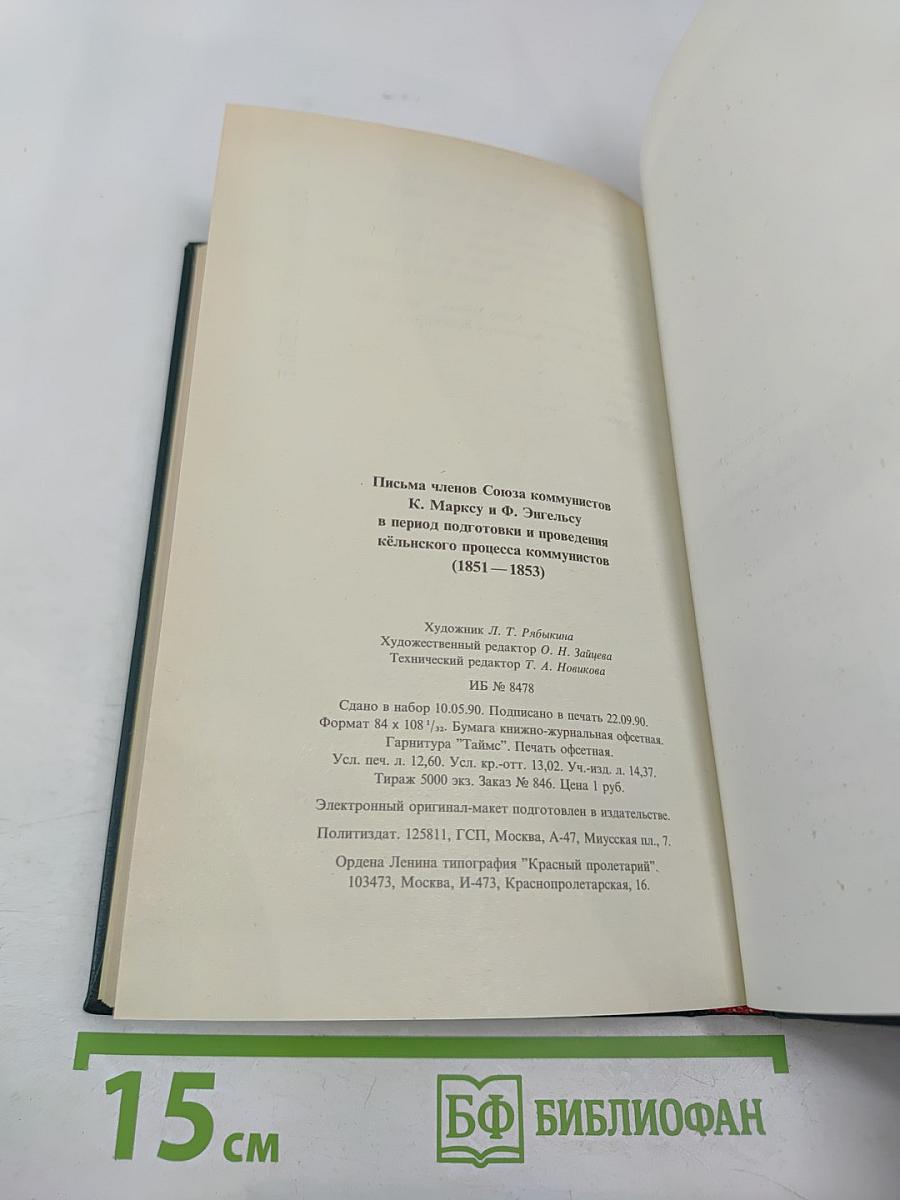 Письма членов Союза коммунистов
К. Марксу и Ф. Энгельсу
в период подготовки и проведения
кёльнского процесса коммунистов
(1851 — 1853)
Художник Л. Т. Рябыкина
Художественный редактор О. Н. Зайцева
Технический редактор Т. А. Новикова
ИБ № 8478
Сдано в набор 10.05.90. Подписано в печать 22.09.90.
Формат 84 х 108 ¹/₃₂. Бумага книжно-журнальная офсетная.
Гарнитура "Таймс". Печать офсетная.
Усл. печ. л. 12,60. Усл. кр.-отт. 13,02. Уч.-изд. л. 14,37.
Тираж 5000 экз. Заказ № 846. Цена 1 руб.
Электронный оригинал-макет подготовлен в издательстве.
Политиздат. 125811, ГСП, Москва, А-47, Миусская пл., 7.
Ордена Ленина типография "Красный пролетарий".
103473, Москва, И-473, Краснопролетарская, 16.
15 см
БФ БИБЛИОФАН